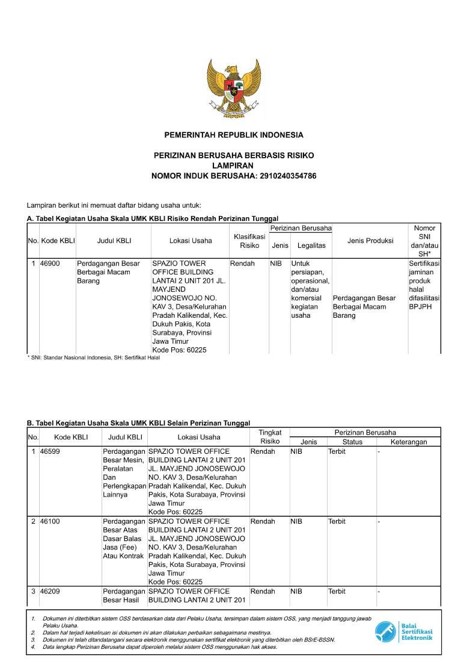 PEMERINTAH REPUBLIK INDONESIA
PERIZINAN BERUSAHA BERBASIS RISIKO
LAMPIRAN
NOMOR INDUK BERUSAHA: 2910240354786
Lampiran berikut ini memuat daftar bidang usaha untuk:
A. Tabel Kegiatan Usaha Skala UMK KBLI Risiko Rendah Perizinan Tunggal
No. Kode KBLI Judul KBLI Lokasi Usaha Klasifikasi Risiko Perizinan Berusaha Jenis Legalitas Jenis Produksi Nomor SNI dan/atau SH*
1 46900 Perdagangan Besar SPAZIO TOWER Rendah NIB Untuk Sertifikasi
Berbagai Macam OFFICE BUILDING persiapan, jaminan
Barang LANTAI 2 UNIT 201 JL. operasional, produk
MAYJEND dan/atau halal
JONOSEWOJO NO. komersial Perdagangan Besar difasilitasi
KAV 3, Desa/Kelurahan kegiatan Berbagai Macam BPJPH
Pradah Kalikendal, Kec. usaha Barang
Dukuh Pakis, Kota
Surabaya, Provinsi
Jawa Timur
Kode Pos: 60225
* SNI: Standar Nasional Indonesia, SH: Sertifikat Halal
B. Tabel Kegiatan Usaha Skala UMK KBLI Selain Perizinan Tunggal
No. Kode KBLI Judul KBLI Lokasi Usaha Tingkat Risiko Perizinan Berusaha
Jenis Status Keterangan
1 46599 Perdagangan SPAZIO TOWER OFFICE Rendah NIB Terbit -
Besar Mesin, BUILDING LANTAI 2 UNIT 201
Peralatan JL. MAYJEND JONOSEWOJO
Dan NO. KAV 3, Desa/Kelurahan
Perlengkapan Pradah Kalikendal, Kec. Dukuh
Lainnya Pakis, Kota Surabaya, Provinsi
Jawa Timur
Kode Pos: 60225
2 46100 Perdagangan SPAZIO TOWER OFFICE Rendah NIB Terbit -
Besar Atas BUILDING LANTAI 2 UNIT 201
Dasar Balas JL. MAYJEND JONOSEWOJO
Jasa (Fee) NO. KAV 3, Desa/Kelurahan
Atau Kontrak Pradah Kalikendal, Kec. Dukuh
Pakis, Kota Surabaya, Provinsi
Jawa Timur
Kode Pos: 60225
3 46209 Perdagangan SPAZIO TOWER OFFICE Rendah NIB Terbit -
Besar Hasil BUILDING LANTAI 2 UNIT 201
1. Dokumen ini diterbitkan sistem OSS berdasarkan data dari Pelaku Usaha, tersimpan dalam sistem OSS, yang menjadi tanggung jawab
Pelaku Usaha.
2. Dalam hal terjadi kekeliruan isi dokumen ini akan dilakukan perbaikan sebagaimana mestinya.
3. Dokumen ini telah ditandatangani secara elektronik menggunakan sertifikat elektronik yang diterbitkan oleh BSrE-BSSN.
4. Data lengkap Perizinan Berusaha dapat diperoleh melalui sistem OSS menggunakan hak akses.
Balai
Sertifikasi
Elektronik